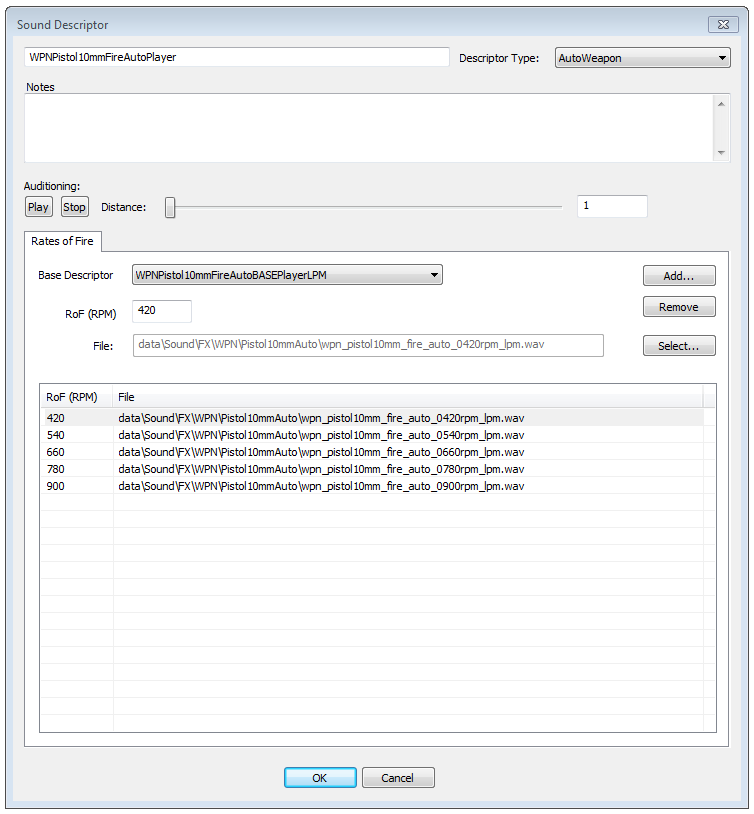 Sound Descriptor
WPNPistol10mmFireAutoPlayer Descriptor Type: AutoWeapon
Notes
Auditioning:
Play Stop Distance: 1
Rates of Fire
Base Descriptor WPNPistol10mmFireAutoBASEPlayerLPM Add...
RoF (RPM) 420 Remove
File: data\Sound\FX\WPN\Pistol10mmAuto\wpn_pistol10mm_fire_auto_0420rpm_lpm.wav Select...
RoF (RPM) File
420 data\Sound\FX\WPN\Pistol10mmAuto\wpn_pistol10mm_fire_auto_0420rpm_lpm.wav
540 data\Sound\FX\WPN\Pistol10mmAuto\wpn_pistol10mm_fire_auto_0540rpm_lpm.wav
660 data\Sound\FX\WPN\Pistol10mmAuto\wpn_pistol10mm_fire_auto_0660rpm_lpm.wav
780 data\Sound\FX\WPN\Pistol10mmAuto\wpn_pistol10mm_fire_auto_0780rpm_lpm.wav
900 data\Sound\FX\WPN\Pistol10mmAuto\wpn_pistol10mm_fire_auto_0900rpm_lpm.wav
OK Cancel